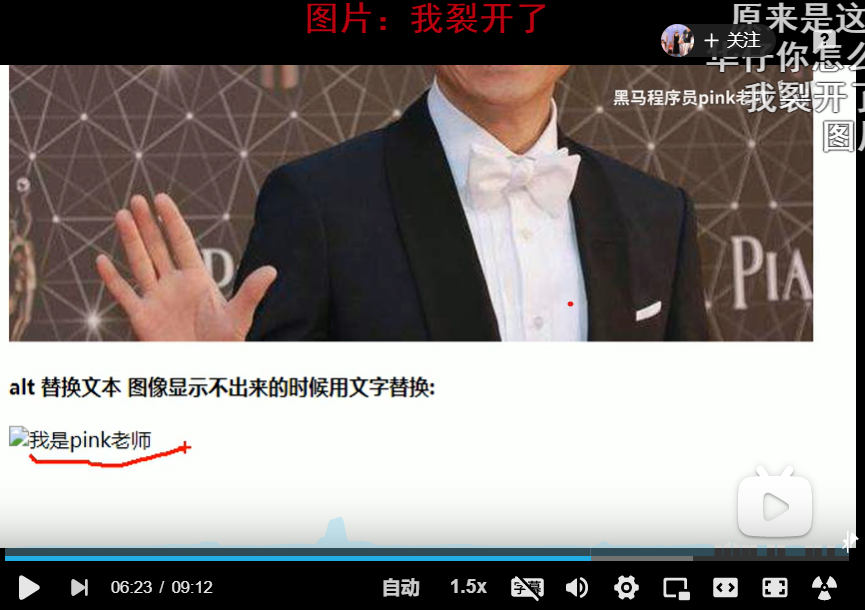 图片：我裂开了
原来是这
+ 关注
华仔你怎么
黑马程序员pink老
我裂开了
图片
PIA
alt 替换文本 图像显示不出来的时候用文字替换:
我是pink老师
06:23 / 09:12
自动
1.5x
字幕